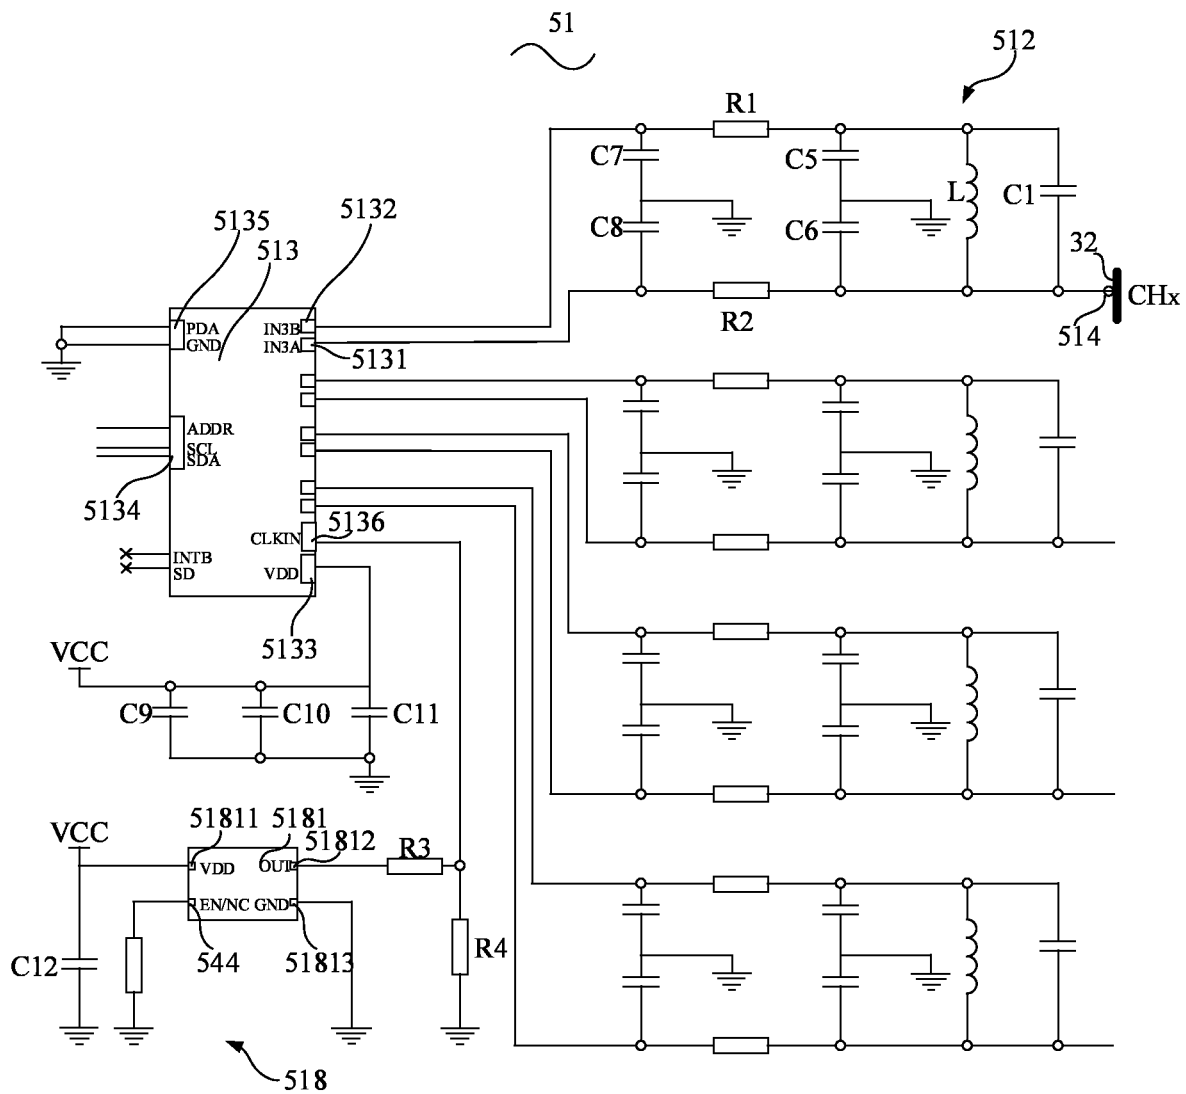 51
512
R1
C7
C5
L
C1
C8
C6
5135
5132
513
32
CHx
514
R2
PDA
GND
IN3B
IN3A
5131
ADDR
SCL
SDA
5134
5136
CLKIN
INTB
SD
VDD
5133
VCC
C9
C10
C11
VCC
51811
5181
51812
R3
VDD
OUT
EN/NC
GND
R4
C12
544
51813
518